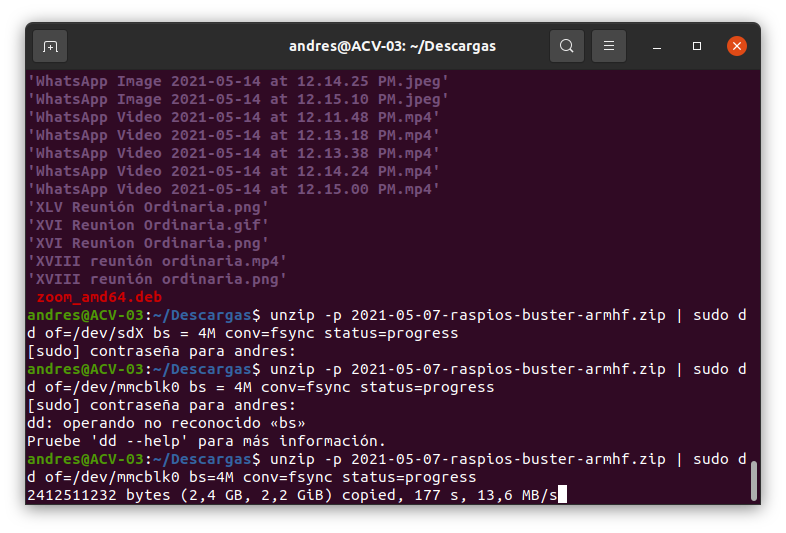 andres@ACV-03: ~/Descargas
'WhatsApp Image 2021-05-14 at 12.14.25 PM.jpeg'
'WhatsApp Image 2021-05-14 at 12.15.10 PM.jpeg'
'WhatsApp Video 2021-05-14 at 12.11.48 PM.mp4'
'WhatsApp Video 2021-05-14 at 12.13.18 PM.mp4'
'WhatsApp Video 2021-05-14 at 12.13.38 PM.mp4'
'WhatsApp Video 2021-05-14 at 12.14.24 PM.mp4'
'WhatsApp Video 2021-05-14 at 12.15.00 PM.mp4'
'XLV Reunión Ordinaria.png'
'XVI Reunion Ordinaria.gif'
'XVI Reunion Ordinaria.png'
'XVIII reunión ordinaria.mp4'
'XVIII reunión ordinaria.png'
zoom_amd64.deb
andres@ACV-03:~/Descargas$ unzip -p 2021-05-07-raspios-buster-armhf.zip | sudo d
d of=/dev/sdX bs = 4M conv=fsync status=progress
[sudo] contraseña para andres:
andres@ACV-03:~/Descargas$ unzip -p 2021-05-07-raspios-buster-armhf.zip | sudo d
d of=/dev/mmcblk0 bs = 4M conv=fsync status=progress
[sudo] contraseña para andres:
dd: operando no reconocido «bs»
Pruebe 'dd --help' para más información.
andres@ACV-03:~/Descargas$ unzip -p 2021-05-07-raspios-buster-armhf.zip | sudo d
d of=/dev/mmcblk0 bs=4M conv=fsync status=progress
2412511232 bytes (2,4 GB, 2,2 GiB) copied, 177 s, 13,6 MB/s